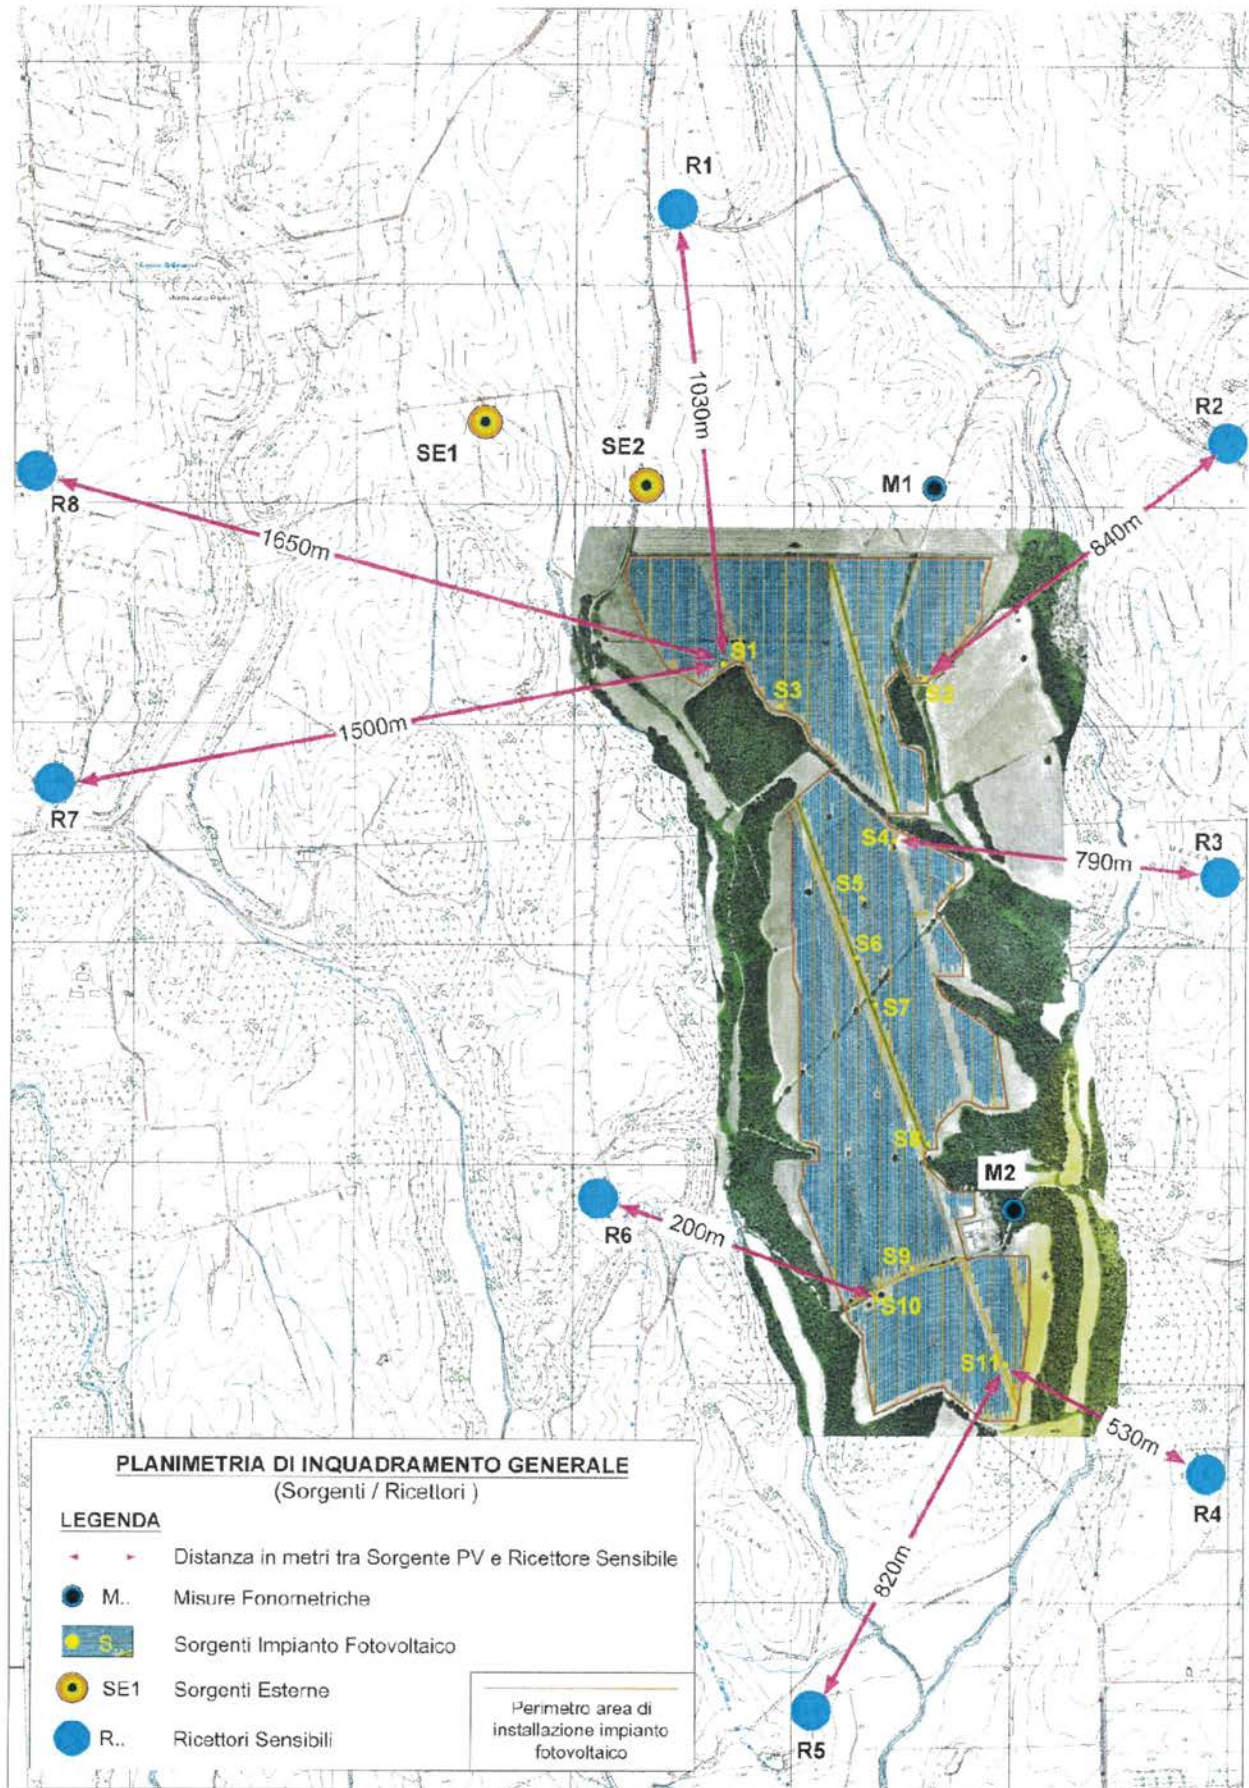 R1
1030m
R2
SE1
SE2
M1
R8
840m
1650m
S1
S3
S2
1500m
R7
S4
R3
790m
S5
S6
S7
S8
M2
R6
200m
S9
S10
S11
530m
R4
820m
R5
PLANIMETRIA DI INQUADRAMENTO GENERALE
(Sorgenti / Ricettori )
LEGENDA
Distanza in metri tra Sorgente PV e Ricettore Sensibile
M.. Misure Fonometriche
S.. Sorgenti Impianto Fotovoltaico
SE1 Sorgenti Esterne
R.. Ricettori Sensibili
Perimetro area di
installazione impianto
fotovoltaico